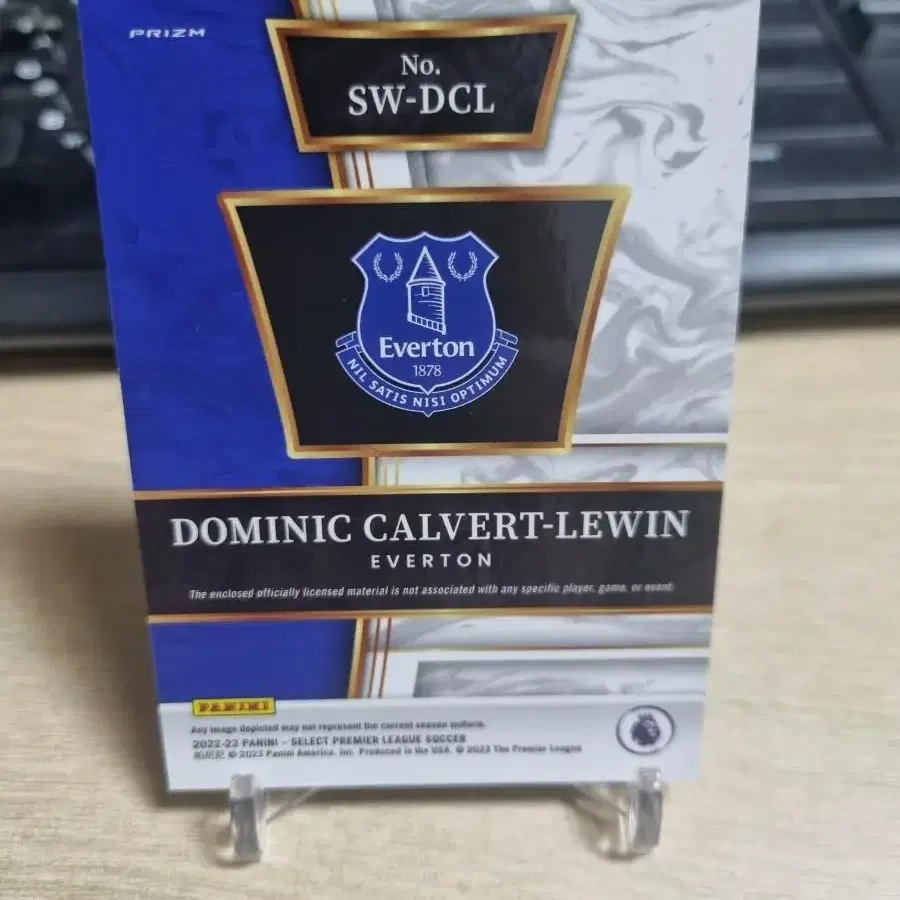 PRIZM
No.
SW-DCL
Everton
1878
NIL SATIS NISI OPTIMUM
DOMINIC CALVERT-LEWIN
EVERTON
The enclosed officially licensed material is not associated with any specific player, game, or event.
PANINI
Any image depicted may not represent the current season uniform.
2022-23 PANINI - SELECT PREMIER LEAGUE SOCCER
© 2023 Panini America, Inc. Produced in the USA. © 2023 The Premier League